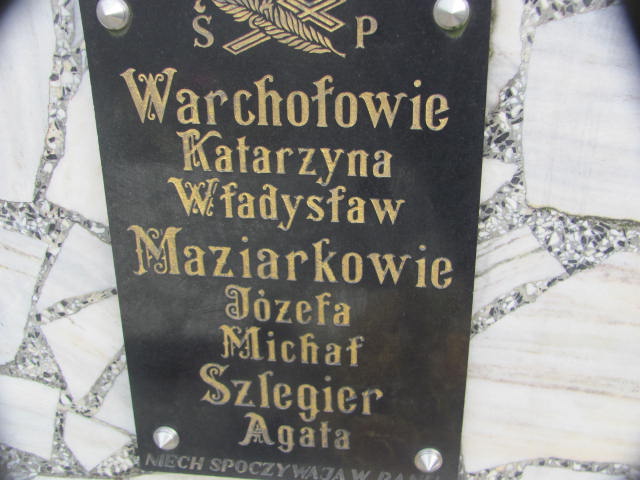 Ś P
Warchołowie
Katarzyna
Władysław
Maziarkowie
Józefa
Michał
Szlegier
Agata
NIECH SPOCZYWAJĄ W